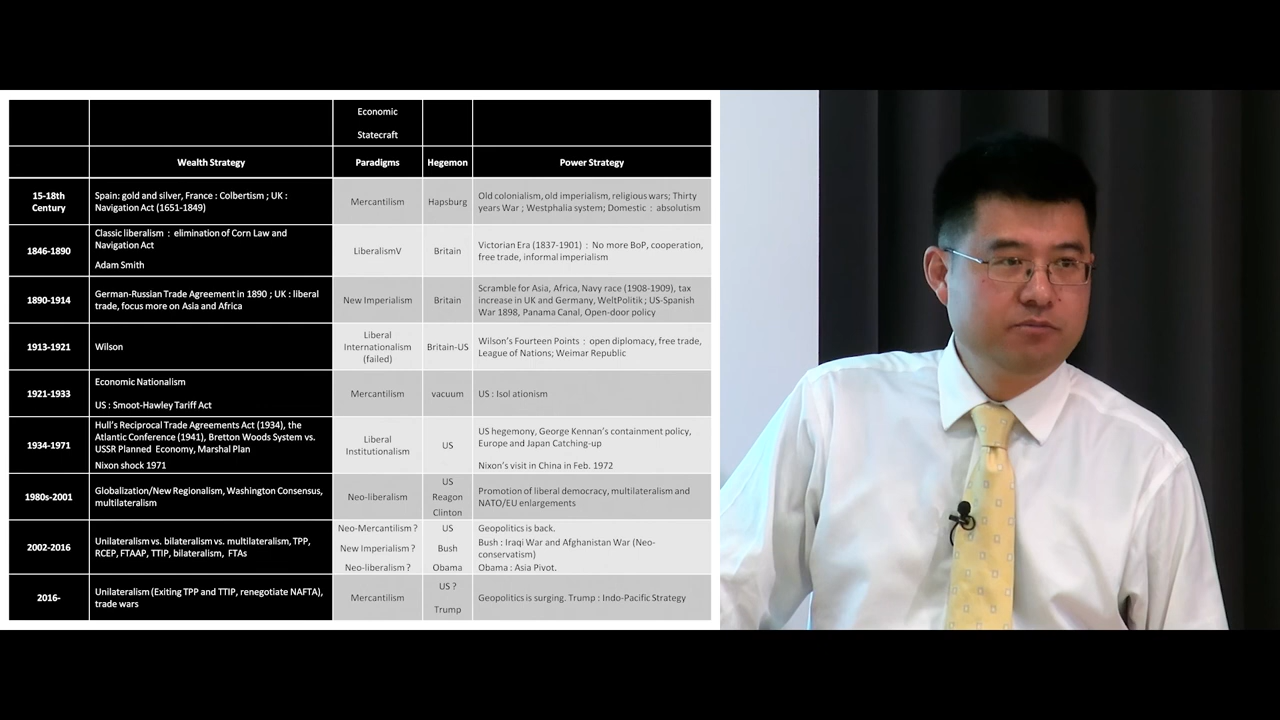 Economic
Statecraft
Wealth Strategy
Paradigms
Hegemon
Power Strategy
15-18th
Century
Spain: gold and silver, France : Colbertism ; UK :
Navigation Act (1651-1849)
Mercantilism
Hapsburg
Old colonialism, old imperialism, religious wars; Thirty
years War ; Westphalia system; Domestic : absolutism
1846-1890
Classic liberalism : elimination of Corn Law and
Navigation Act
Adam Smith
LiberalismV
Britain
Victorian Era (1837-1901) : No more BoP, cooperation,
free trade, informal imperialism
1890-1914
German-Russian Trade Agreement in 1890 ; UK : liberal
trade, focus more on Asia and Africa
New Imperialism
Britain
Scramble for Asia, Africa, Navy race (1908-1909), tax
increase in UK and Germany, WeltPolitik ; US-Spanish
War 1898, Panama Canal, Open-door policy
1913-1921
Wilson
Liberal
Internationalism
(failed)
Britain-US
Wilson's Fourteen Points : open diplomacy, free trade,
League of Nations; Weimar Republic
1921-1933
Economic Nationalism
US : Smoot-Hawley Tariff Act
Mercantilism
vacuum
US : Isol ationism
1934-1971
Hull's Reciprocal Trade Agreements Act (1934), the
Atlantic Conference (1941), Bretton Woods System vs.
USSR Planned Economy, Marshal Plan
Nixon shock 1971
Liberal
Institutionalism
US
US hegemony, George Kennan's containment policy,
Europe and Japan Catching-up
Nixon's visit in China in Feb. 1972
1980s-2001
Globalization/New Regionalism, Washington Consensus,
multilateralism
Neo-liberalism
US
Reagon
Clinton
Promotion of liberal democracy, multilateralism and
NATO/EU enlargements
2002-2016
Unilateralism vs. bilateralism vs. multilateralism, TPP,
RCEP, FTAAP, TTIP, bilateralism, FTAs
Neo-Mercantilism ?
New Imperialism ?
Neo-liberalism ?
US
Bush
Obama
Geopolitics is back.
Bush : Iraqi War and Afghanistan War (Neo-
conservatism)
Obama : Asia Pivot.
2016-
Unilateralism (Exiting TPP and TTIP, renegotiate NAFTA),
trade wars
Mercantilism
US ?
Trump
Geopolitics is surging. Trump : Indo-Pacific Strategy